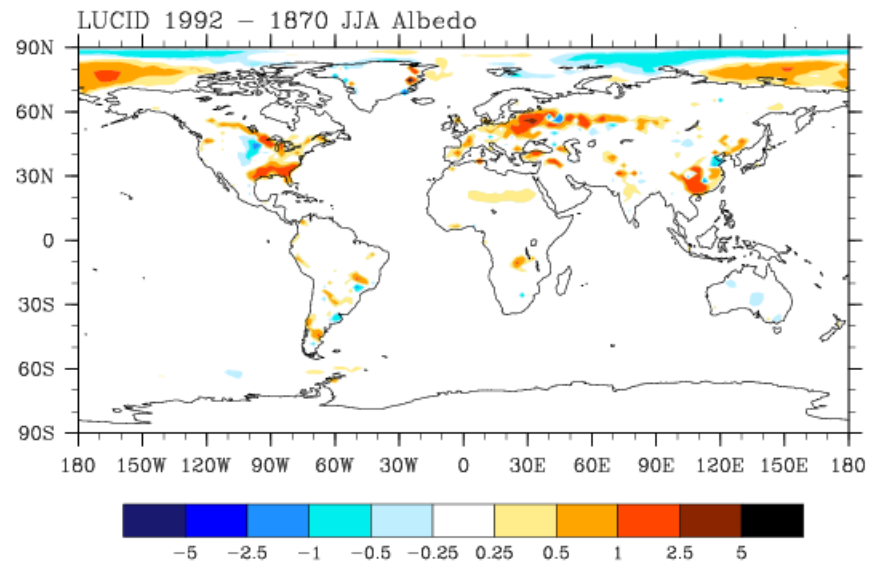 LUCID 1992 − 1870 JJA Albedo
90N
60N
30N
0
30S
60S
90S
180 150W 120W 90W 60W 30W 0 30E 60E 90E 120E 150E 180
−5 −2.5 −1 −0.5 −0.25 0.25 0.5 1 2.5 5